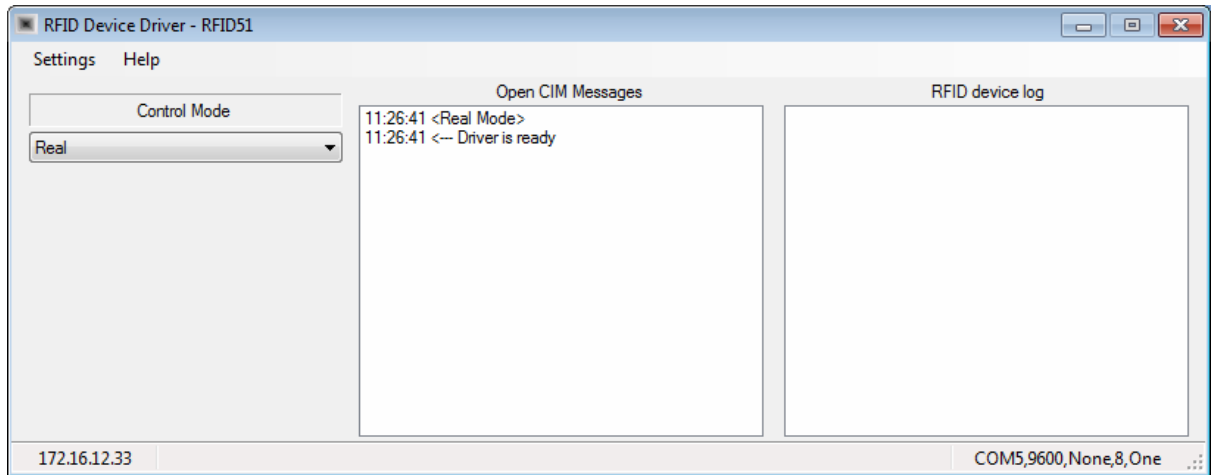 RFID Device Driver - RFID51
Settings Help
Control Mode
Real
Open CIM Messages
11:26:41 <Real Mode>
11:26:41 <--- Driver is ready
RFID device log
172.16.12.33
COM5,9600,None,8,One